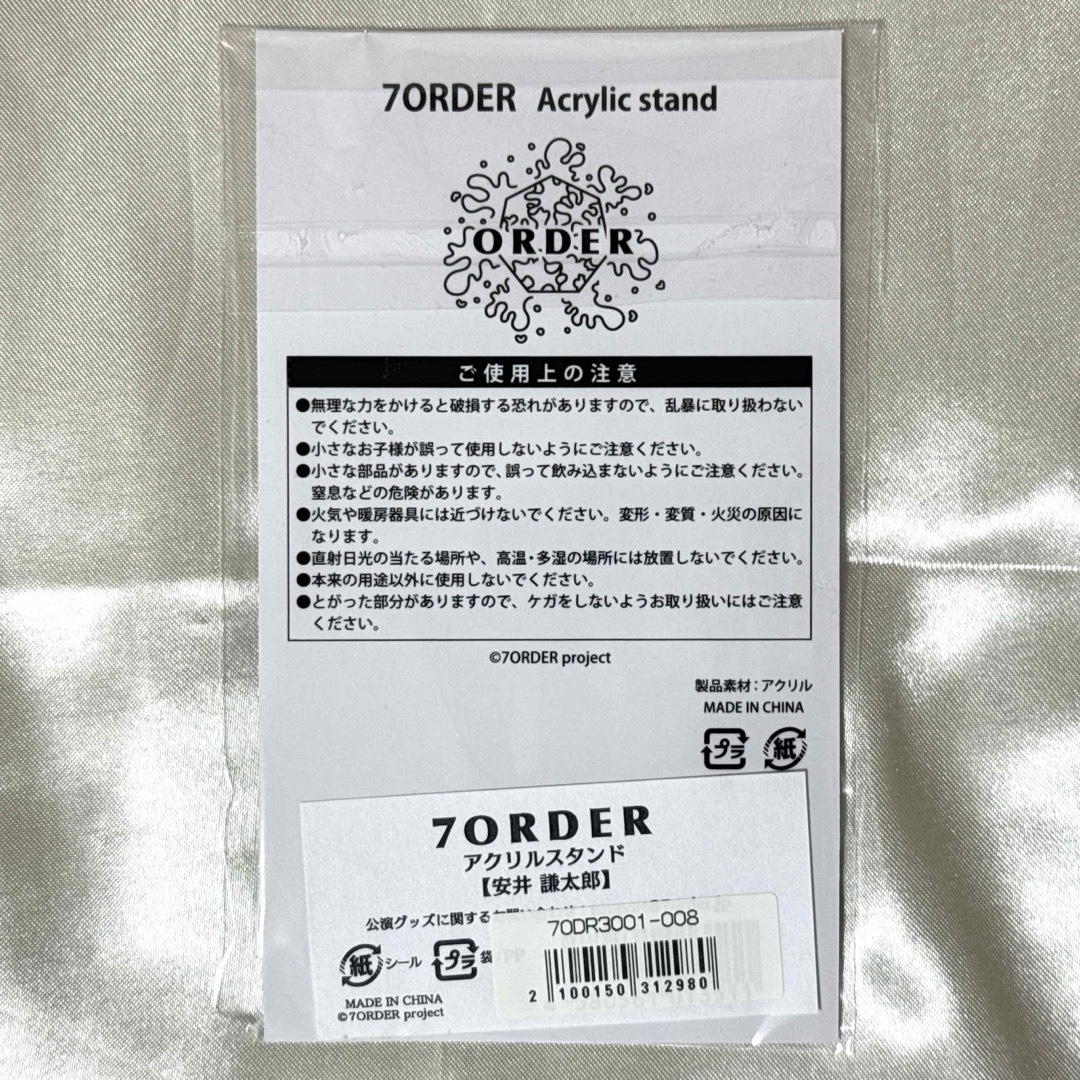 7ORDER Acrylic stand
ORDER
ご使用上の注意
●無理な力をかけると破損する恐れがありますので、乱暴に取り扱わない
でください。
●小さなお子様が誤って使用しないようにご注意ください。
●小さな部品がありますので、誤って飲み込まないようにご注意ください。
窒息などの危険があります。
●火気や暖房器具には近づけないでください。変形・変質・火災の原因に
なります。
●直射日光の当たる場所や、高温・多湿の場所には放置しないでください。
●本来の用途以外に使用しないでください。
●とがった部分がありますので、ケガをしないようお取り扱いにはご注意
ください。
©7ORDER project
製品素材：アクリル
MADE IN CHINA
プラ 紙
7ORDER
アクリルスタンド
【安井 謙太郎】
公演グッズに関する
紙 シール プラ 袋
MADE IN CHINA
©7ORDER project
7ODR3001-008
2 100150 312980